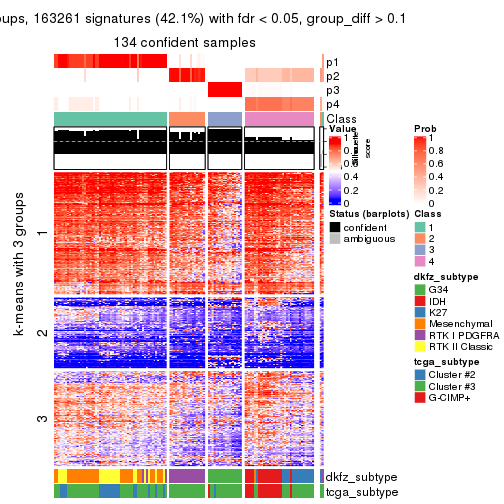 oups, 163261 signatures (42.1%) with fdr < 0.05, group_diff > 0.1
134 confident samples
p1
p2
p3
p4
Class
Silhouette
score
k-means with 3 groups
1
2
3
dkfz_subtype
tcga_subtype
Value
1
0.8
0.6
0.4
0.2
0
Status (barplots)
confident
ambiguous
Prob
1
0.8
0.6
0.4
0.2
0
Class
1
2
3
4
dkfz_subtype
G34
IDH
K27
Mesenchymal
RTK I PDGFRA
RTK II Classic
tcga_subtype
Cluster #2
Cluster #3
G-CIMP+